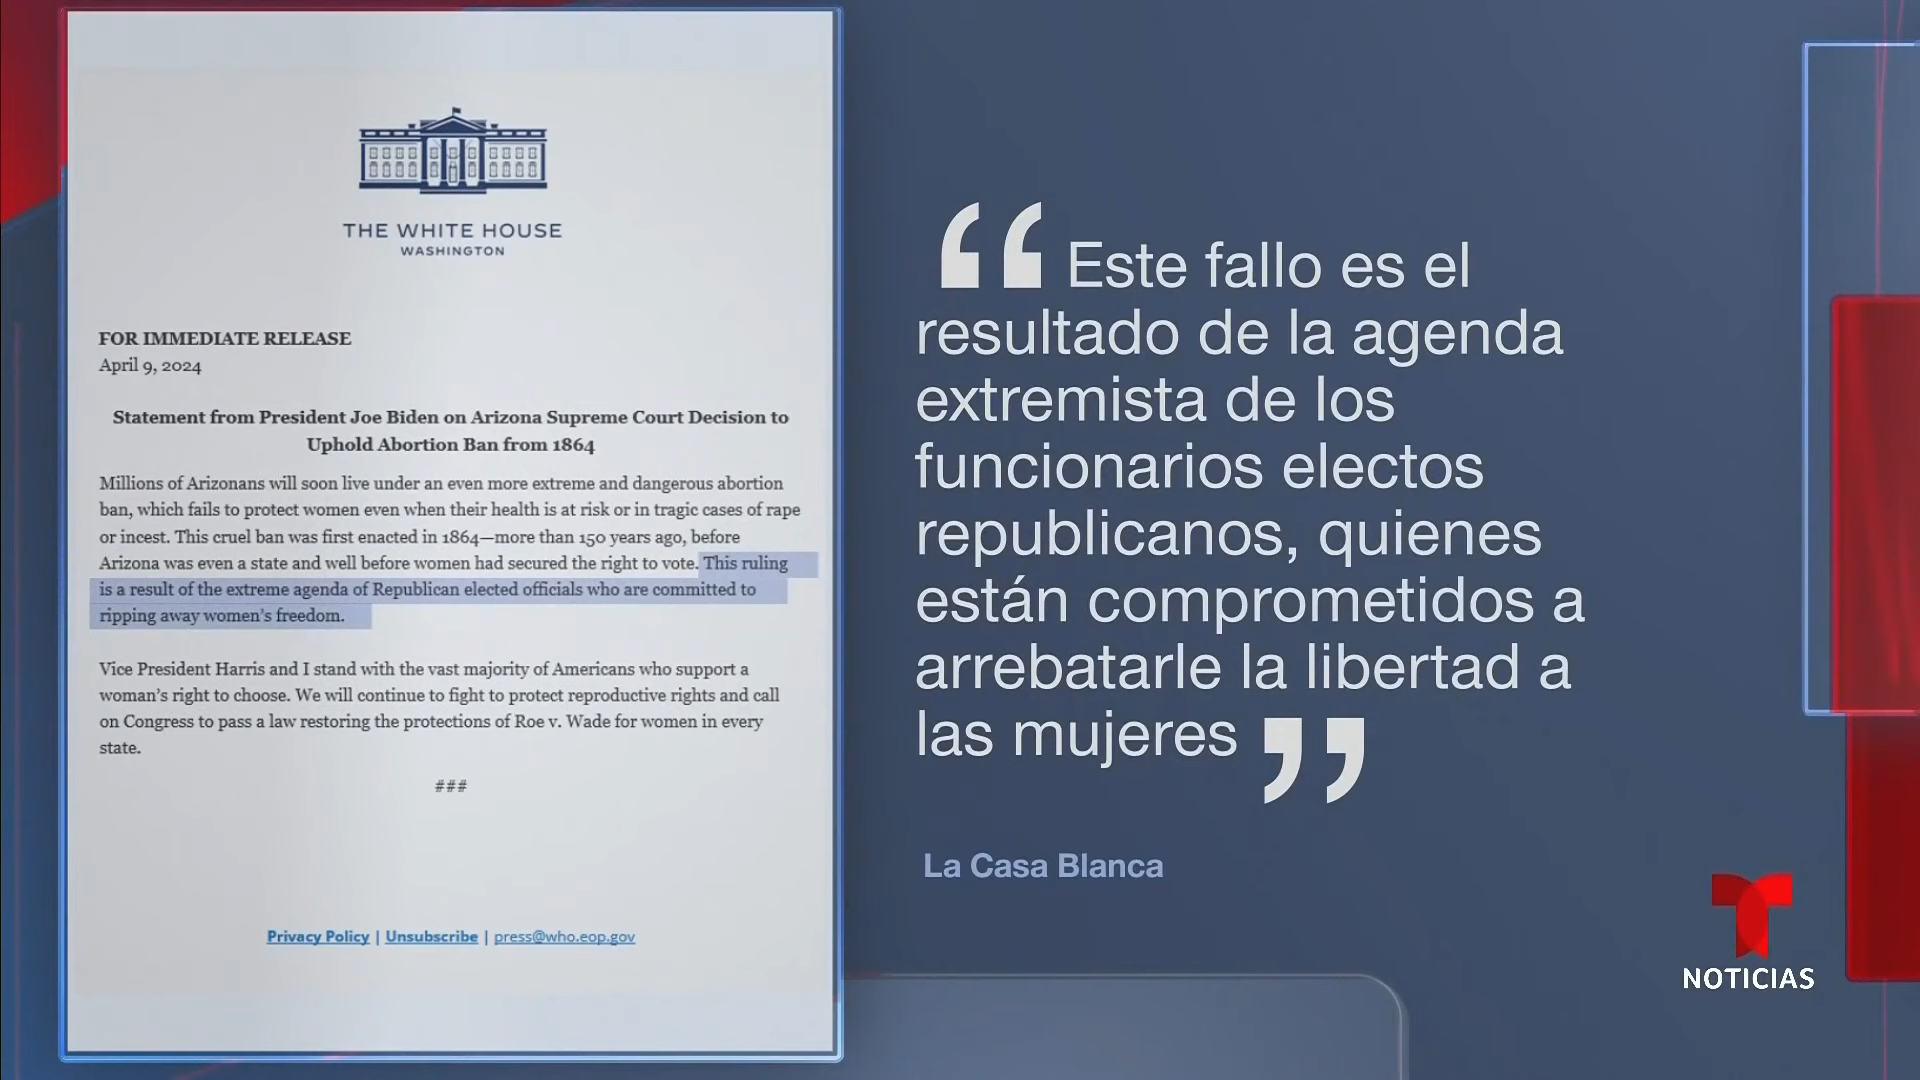 THE WHITE HOUSE
WASHINGTON
FOR IMMEDIATE RELEASE
April 9, 2024
Statement from President Joe Biden on Arizona Supreme Court Decision to
Uphold Abortion Ban from 1864
Millions of Arizonans will soon live under an even more extreme and dangerous abortion
ban, which fails to protect women even when their health is at risk or in tragic cases of rape
or incest. This cruel ban was first enacted in 1864—more than 150 years ago, before
Arizona was even a state and well before women had secured the right to vote. This ruling
is a result of the extreme agenda of Republican elected officials who are committed to
ripping away women’s freedom.
Vice President Harris and I stand with the vast majority of Americans who support a
woman’s right to choose. We will continue to fight to protect reproductive rights and call
on Congress to pass a law restoring the protections of Roe v. Wade for women in every
state.
###
Privacy Policy | Unsubscribe | press@who.eop.gov
“Este fallo es el
resultado de la agenda
extremista de los
funcionarios electos
republicanos, quienes
están comprometidos a
arrebatarle la libertad a
las mujeres”
La Casa Blanca
NOTICIAS